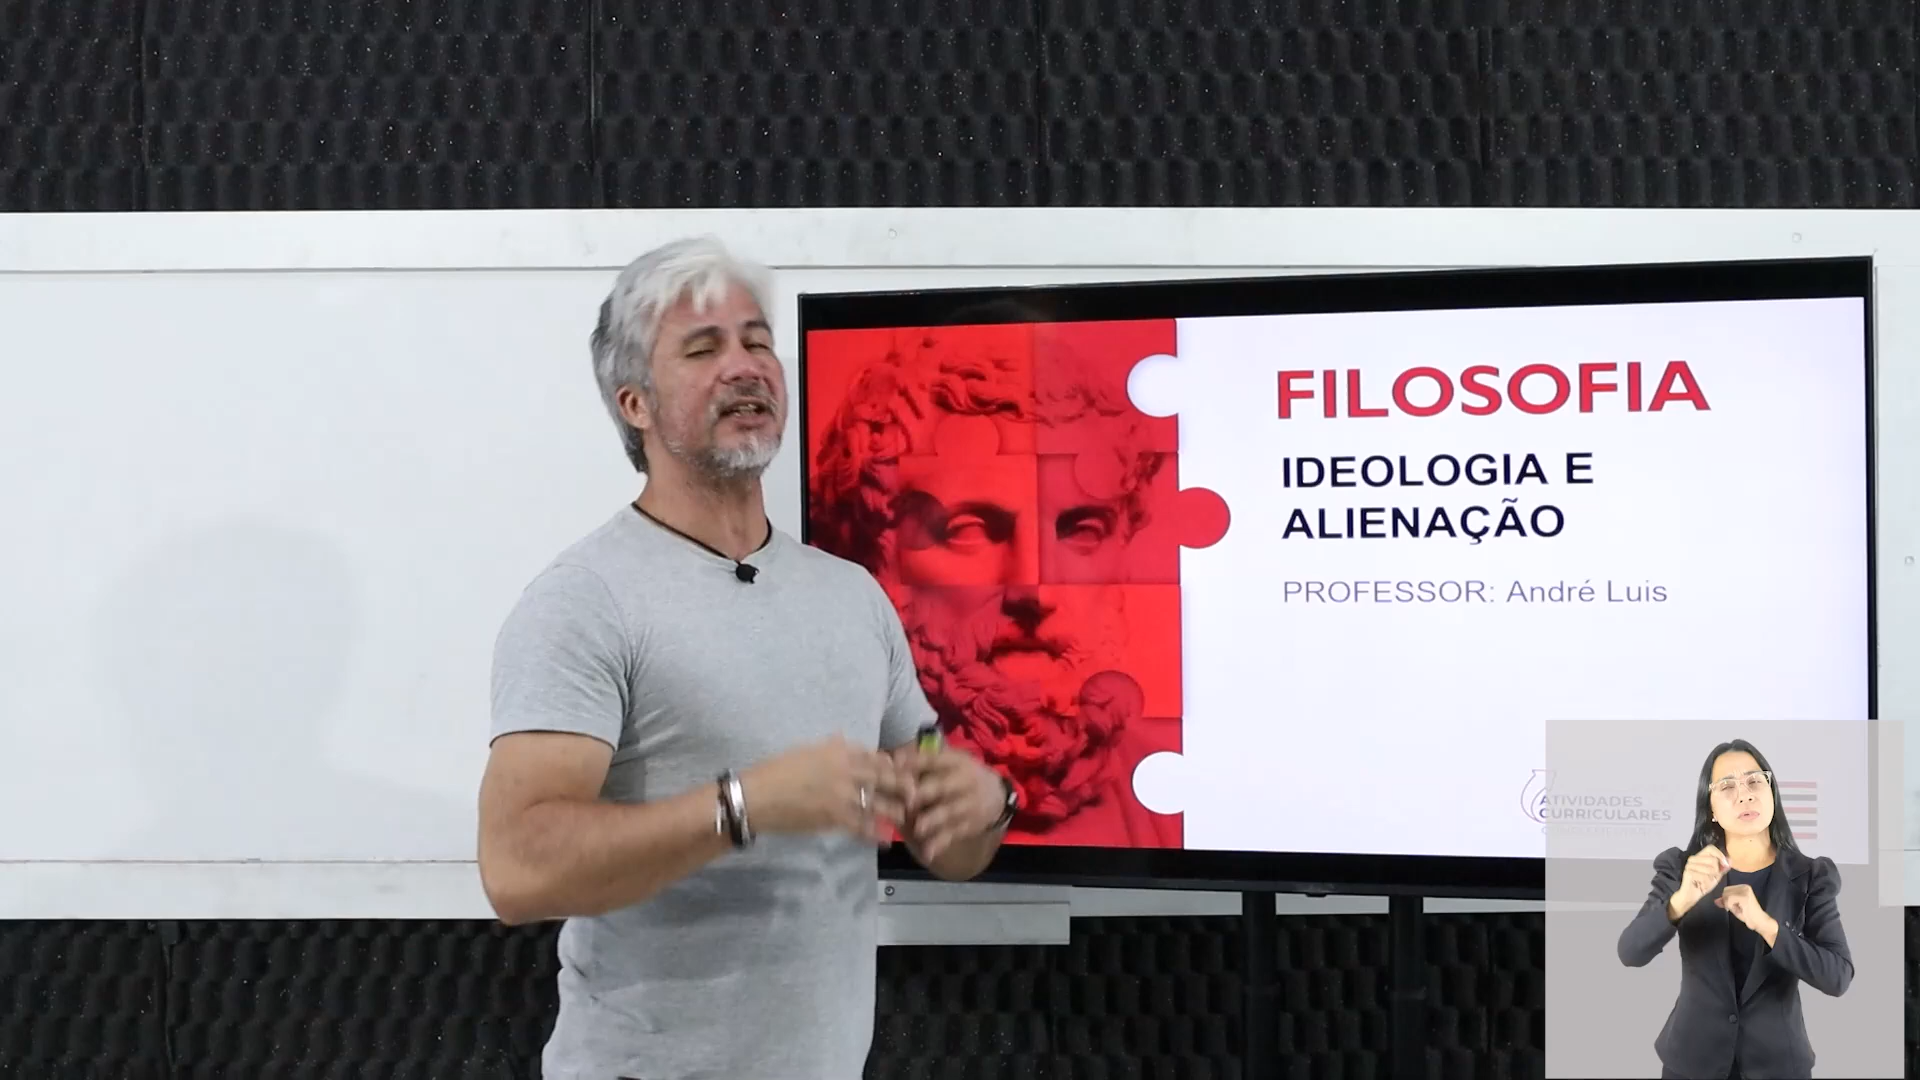 FILOSOFIA
IDEOLOGIA E
ALIENAÇÃO
PROFESSOR: André Luis
ATIVIDADES
CURRICULARES